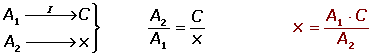 A₁ —I→ C
A₂ ——→ x
A₂/A₁ = C/x
x = A₁ · C / A₂